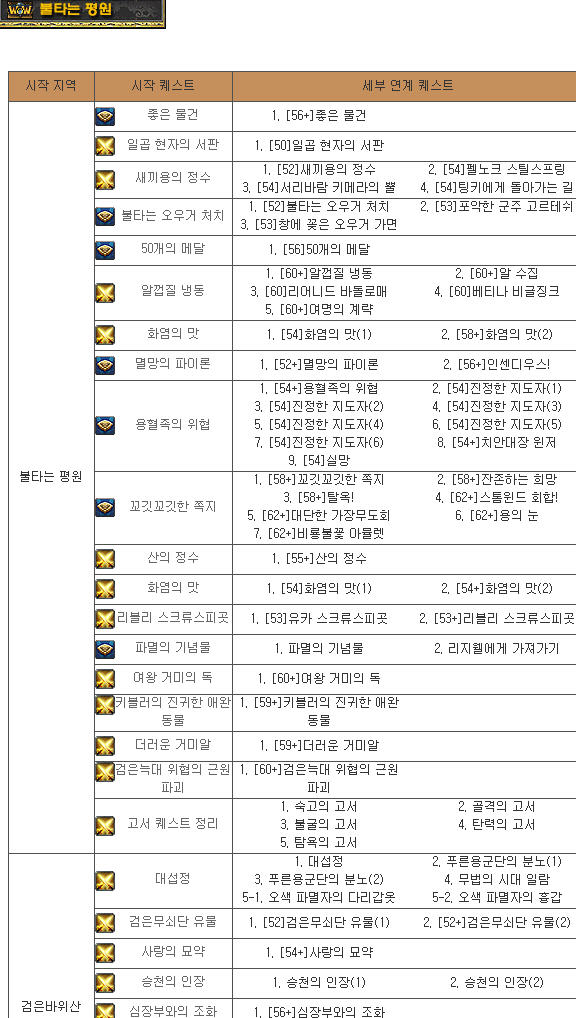 WoW 불타는 평원
시작 지역 시작 퀘스트 세부 연계 퀘스트
불타는 평원
좋은 물건 1. [56+]좋은 물건
일곱 현자의 서판 1. [50]일곱 현자의 서판
새끼용의 정수 1. [52]새끼용의 정수 2. [54]펠노크 스틸스프링
3. [54]서리바람 키메라의 뿔 4. [54]팅키에게 돌아가는 길
불타는 오우거 처치 1. [52]불타는 오우거 처치 2. [53]포악한 군주 고르테쉬
3. [53]창에 꽂은 오우거 가면
50개의 메달 1. [56]50개의 메달
알껍질 냉동 1. [60+]알껍질 냉동 2. [60+]알 수집
3. [60]리어니드 바돌로매 4. [60]베티나 비글징크
5. [60+]여명의 계략
화염의 맛 1. [54]화염의 맛(1) 2. [58+]화염의 맛(2)
멸망의 파이론 1. [52+]멸망의 파이론 2. [56+]인센디우스!
용혈족의 위협 1. [54+]용혈족의 위협 2. [54]진정한 지도자(1)
3. [54]진정한 지도자(2) 4. [54]진정한 지도자(3)
5. [54]진정한 지도자(4) 6. [54]진정한 지도자(5)
7. [54]진정한 지도자(6) 8. [54+]치안대장 윈저
9. [54]실망
꼬깃꼬깃한 쪽지 1. [58+]꼬깃꼬깃한 쪽지 2. [58+]잔존하는 희망
3. [58+]탈옥! 4. [62+]스톰윈드 회합!
5. [62+]대단한 가장무도회 6. [62+]용의 눈
7. [62+]비룡불꽃 아뮬렛
산의 정수 1. [55+]산의 정수
화염의 맛 1. [54]화염의 맛(1) 2. [54+]화염의 맛(2)
리블리 스크류스피곳 1. [53]유카 스크류스피곳 2. [53+]리블리 스크류스피곳
파멸의 기념물 1. 파멸의 기념물 2. 리지웰에게 가져가기
여왕 거미의 독 1. [60+]여왕 거미의 독
키블러의 진귀한 애완 1. [59+]키블러의 진귀한 애완
동물 동물
더러운 거미알 1. [59+]더러운 거미알
검은늑대 위협의 근원 1. [60+]검은늑대 위협의 근원
파괴 파괴
고서 퀘스트 정리 1. 숙고의 고서 2. 골격의 고서
3. 불굴의 고서 4. 탄력의 고서
5. 탐욕의 고서
검은바위산
대섭정 1. 대섭정 2. 푸른용군단의 분노(1)
3. 푸른용군단의 분노(2) 4. 무법의 시대 일람
5-1. 오색 파멸자의 다리갑옷 5-2. 오색 파멸자의 흉갑
검은무쇠단 유물 1. [52]검은무쇠단 유물(1) 2. [52+]검은무쇠단 유물(2)
사랑의 묘약 1. [54+]사랑의 묘약
승천의 인장 1. 승천의 인장(1) 2. 승천의 인장(2)
심장부와의 조화 1. [56+]심장부와의 조화